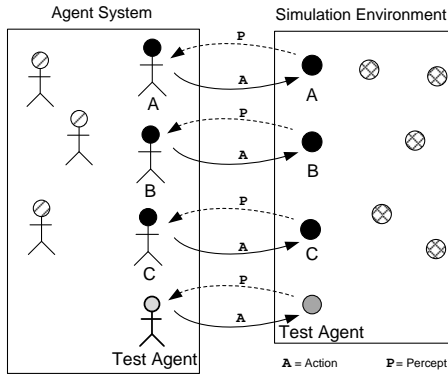 Agent System
Simulation Environment
P
A
A
A
P
A
B
B
P
A
C
C
P
A
Test Agent
Test Agent
A = Action
P = Percept